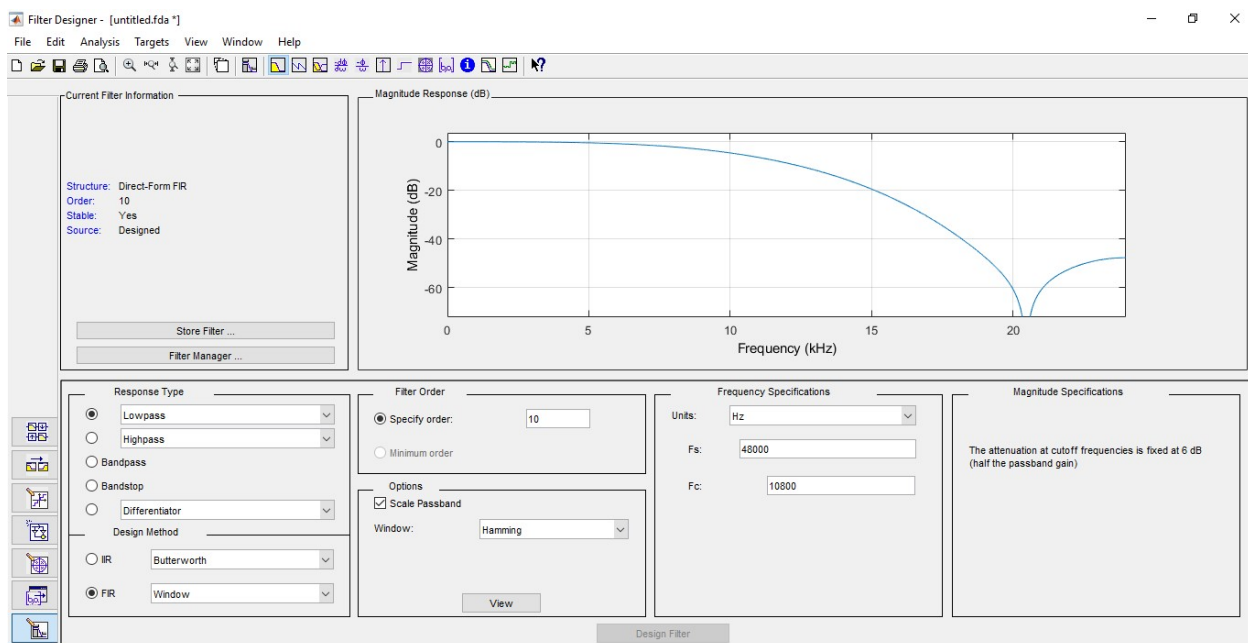 Filter Designer - [untitled.fda *]
File Edit Analysis Targets View Window Help
Current Filter Information
Structure: Direct-Form FIR
Order: 10
Stable: Yes
Source: Designed
Store Filter ...
Filter Manager ...
Magnitude Response (dB)
0
-20
-40
-60
Magnitude (dB)
0 5 10 15 20
Frequency (kHz)
Response Type
Lowpass
Highpass
Bandpass
Bandstop
Differentiator
Design Method
IIR Butterworth
FIR Window
Filter Order
Specify order: 10
Minimum order
Options
Scale Passband
Window: Hamming
View
Frequency Specifications
Units: Hz
Fs: 48000
Fc: 10800
Magnitude Specifications
The attenuation at cutoff frequencies is fixed at 6 dB
(half the passband gain)
Design Filter